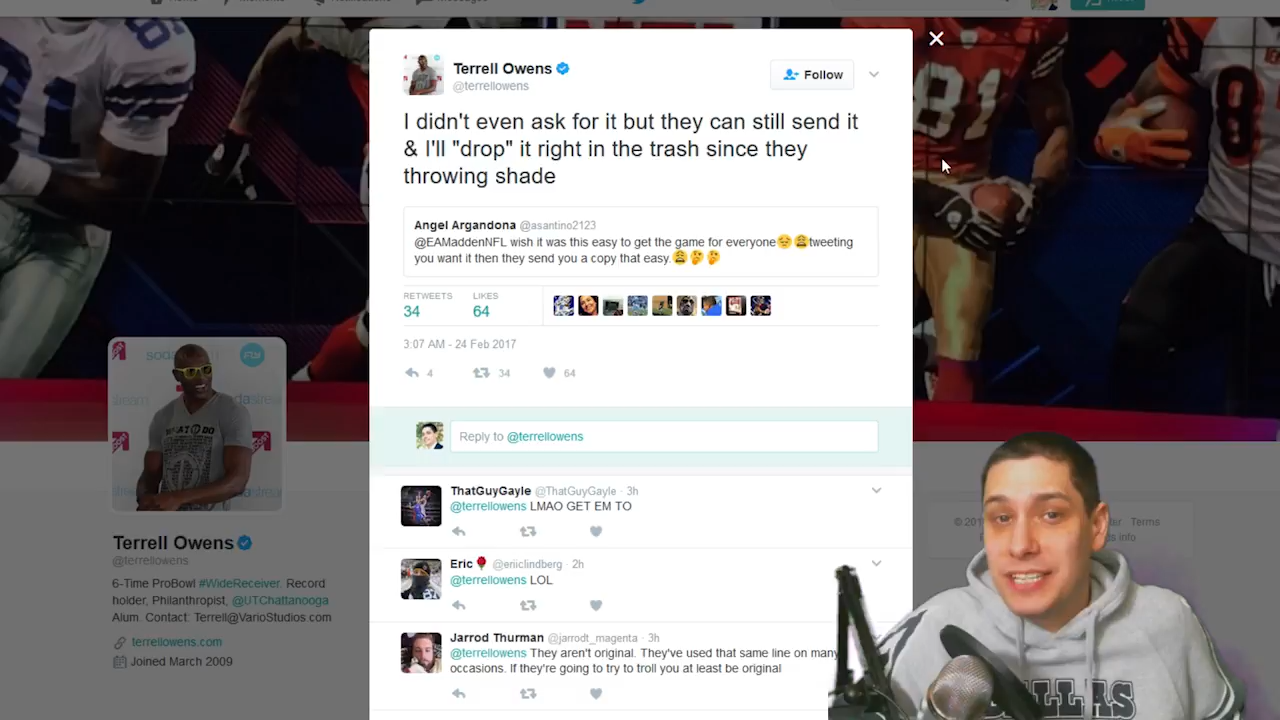 Terrell Owens
@terrellowens
Follow
I didn't even ask for it but they can still send it
& I'll "drop" it right in the trash since they
throwing shade
Angel Argandona @asantino2123
@EAMaddenNFL wish it was this easy to get the game for everyone😔😩tweeting
you want it then they send you a copy that easy.😩🤔🤔
RETWEETS LIKES
34 64
3:07 AM - 24 Feb 2017
4 34 64
Reply to @terrellowens
ThatGuyGayle @ThatGuyGayle · 3h
@terrellowens LMAO GET EM TO
Eric🌹 @eriiclindberg · 2h
@terrellowens LOL
Jarrod Thurman @jarrodt_magenta · 3h
@terrellowens They aren't original. They've used that same line on many
occasions. If they're going to try to troll you at least be original
Terrell Owens
@terrellowens
6-Time ProBowl #WideReceiver. Record
holder, Philanthropist, @UTChattanooga
Alum. Contact: Terrell@VarioStudios.com
terrellowens.com
Joined March 2009
81
81
Terms